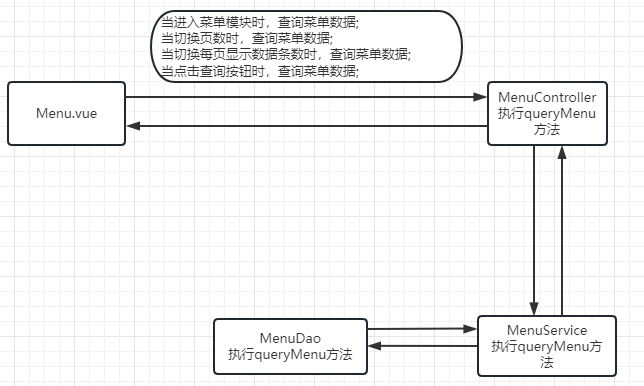 当进入菜单模块时，查询菜单数据;
当切换页数时，查询菜单数据;
当切换每页显示数据条数时，查询菜单数据;
当点击查询按钮时，查询菜单数据;
Menu.vue
MenuController
执行queryMenu
方法
MenuDao
执行queryMenu方法
MenuService
执行queryMenu方
法